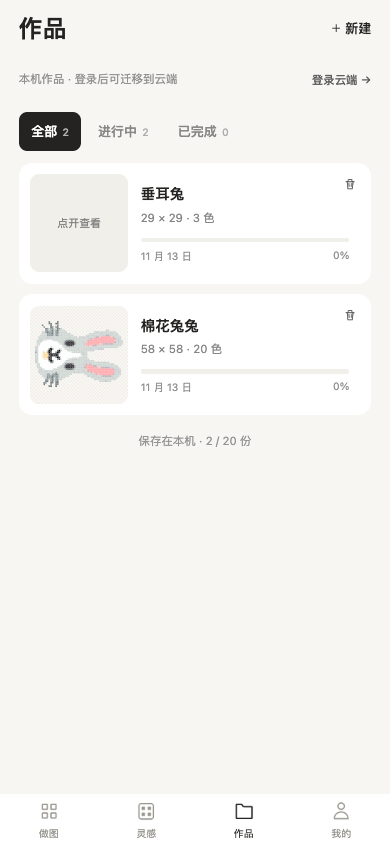 作品
+ 新建
本机作品 · 登录后可迁移到云端
登录云端 →
全部 2
进行中 2
已完成 0
点开查看
垂耳兔
29 × 29 · 3 色
11 月 13 日
0%
棉花兔兔
58 × 58 · 20 色
11 月 13 日
0%
保存在本机 · 2 / 20 份
做图
灵感
作品
我的